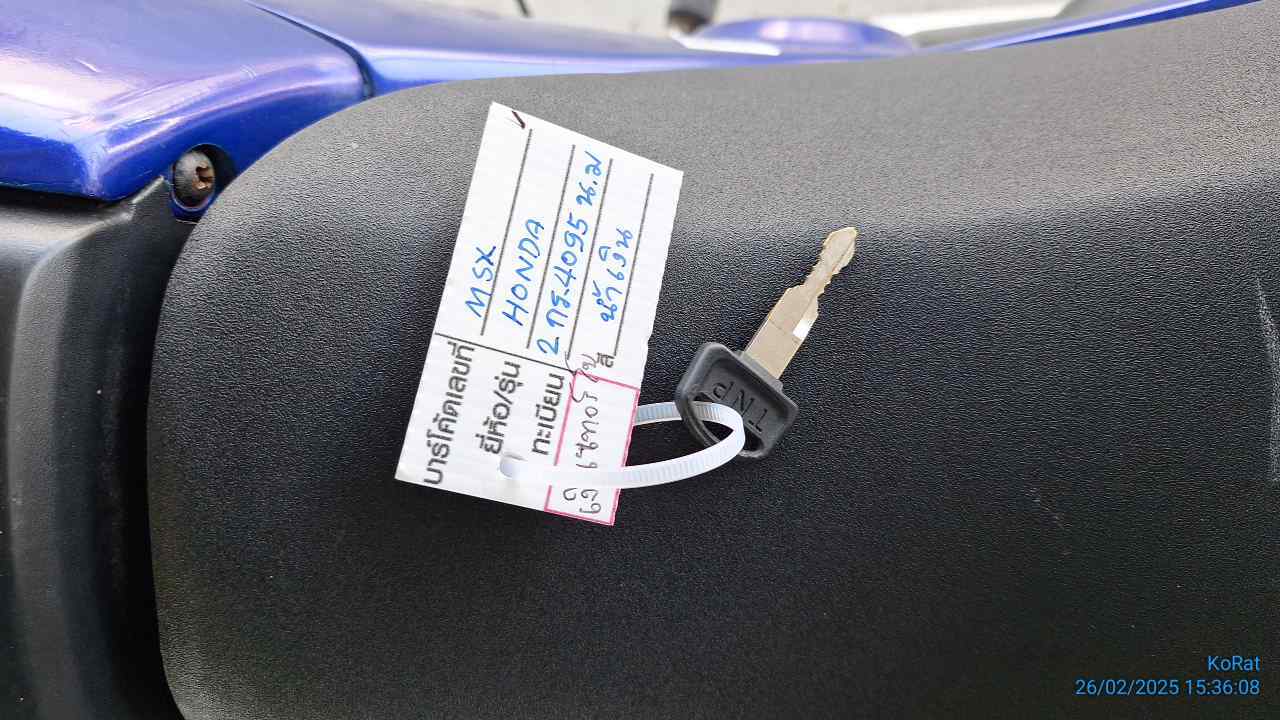 บาร์โค้ดเลขที่ MSX
ยี่ห้อ/รุ่น HONDA
ทะเบียน 2 กร.4095 น.ม
สี น้ำเงิน
TNP
KoRat
26/02/2025 15:36:08